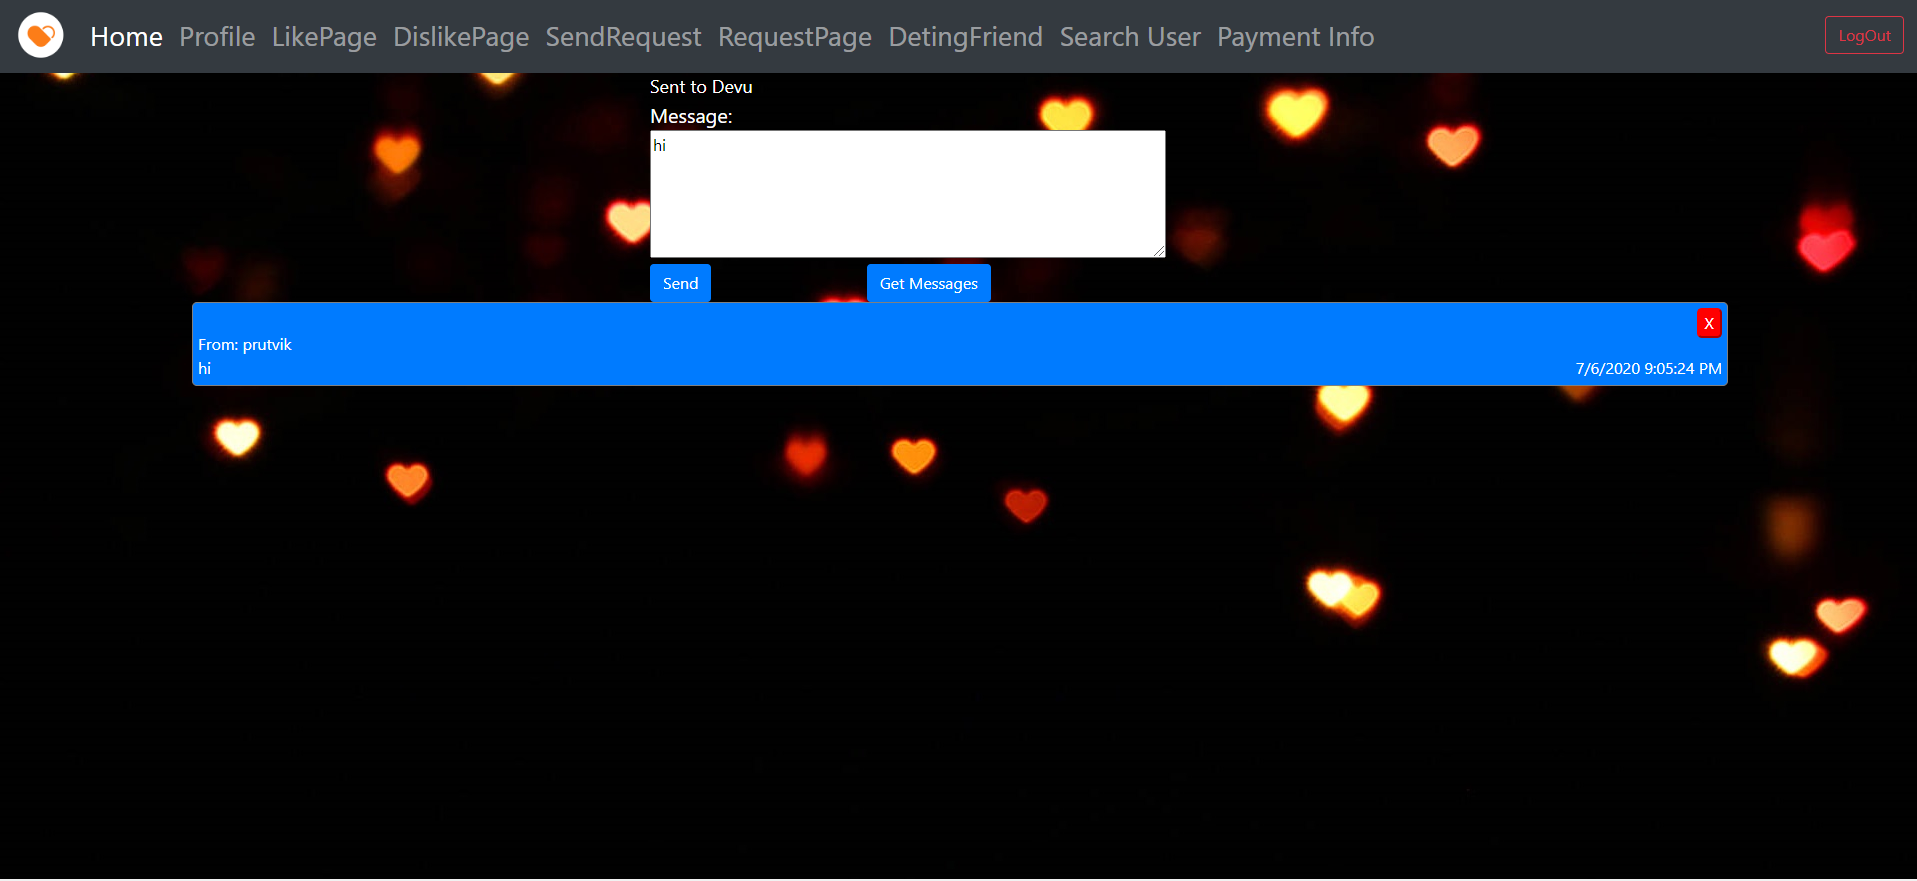 Home Profile LikePage DislikePage SendRequest RequestPage DetingFriend Search User Payment Info LogOut
Sent to Devu
Message:
hi
Send Get Messages
X
From: prutvik
hi 7/6/2020 9:05:24 PM